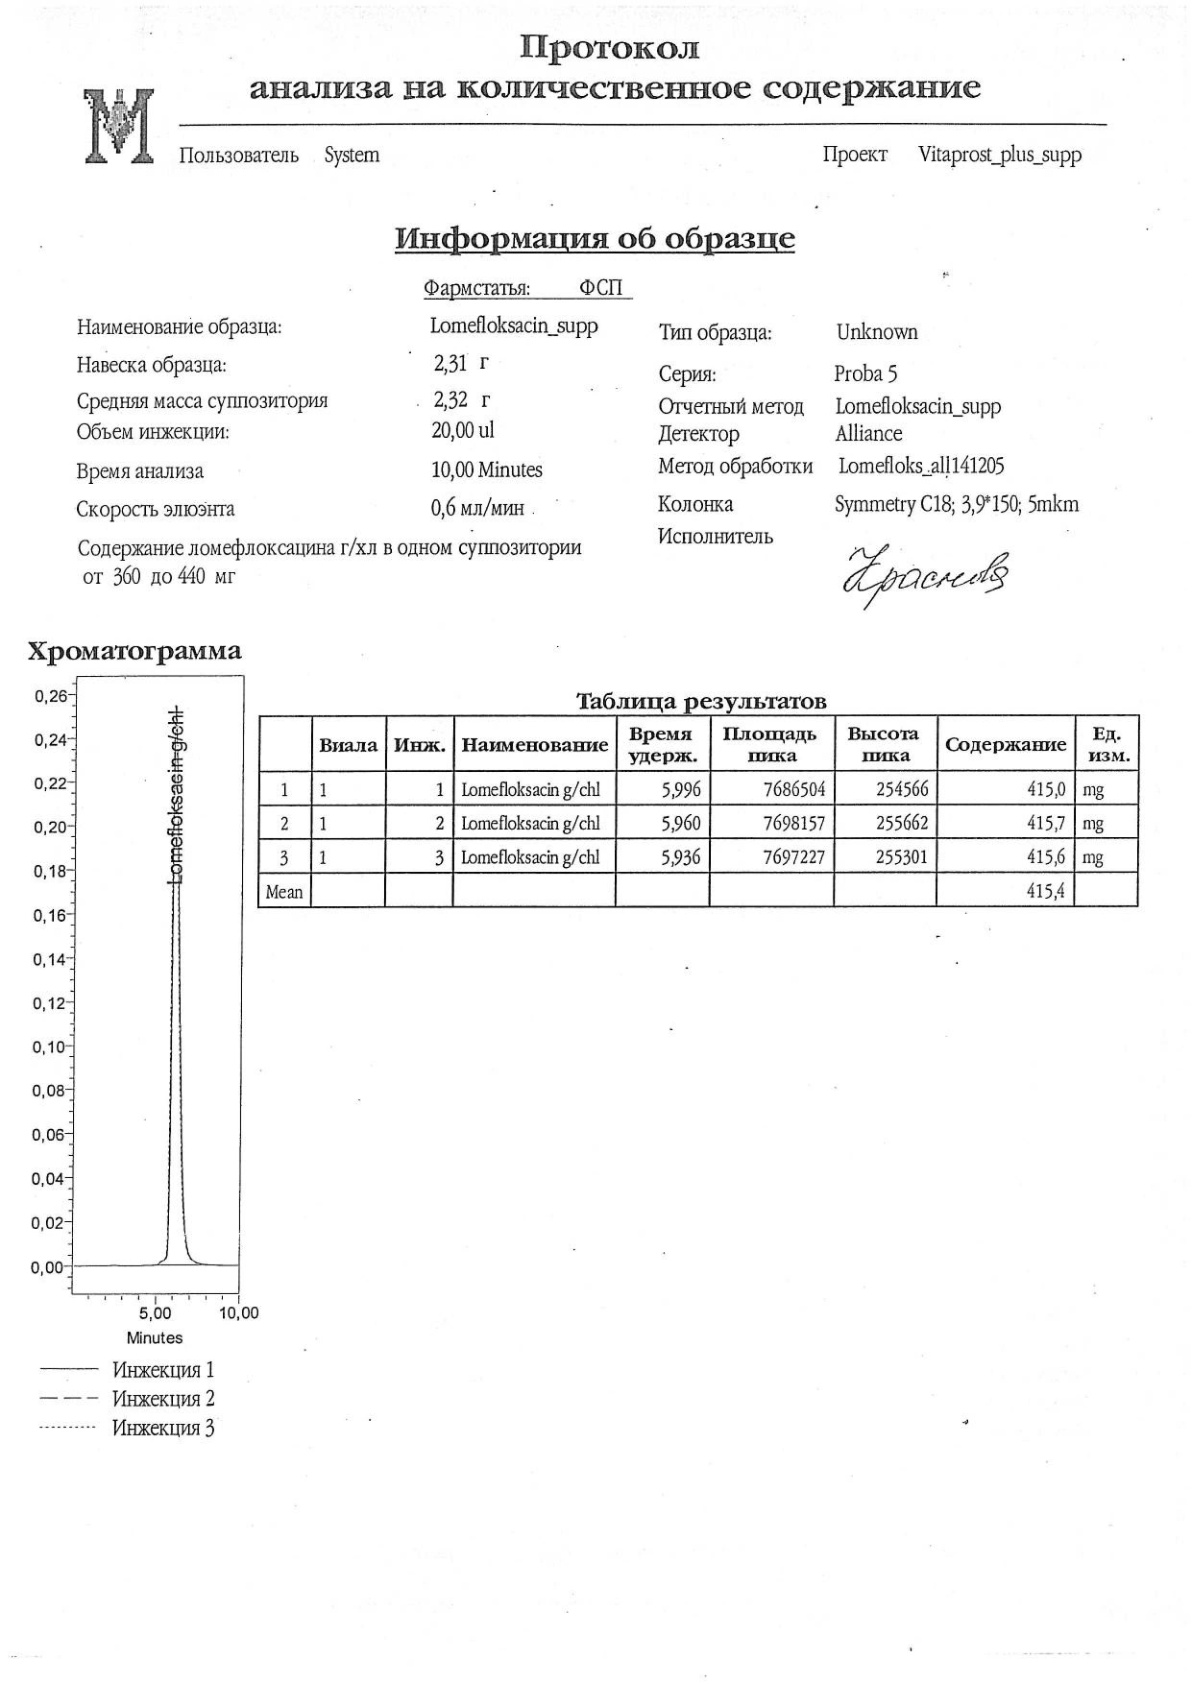 Протокол
анализа на количественное содержание
M
Пользователь System Проект Vitaprost_plus_supp
Информация об образце
Фармстатья: ФСП
Наименование образца: Lomefloksacin_supp Тип образца: Unknown
Навеска образца: 2,31 г Серия: Proba 5
Средняя масса суппозитория 2,32 г Отчетный метод Lomefloksacin_supp
Объем инжекции: 20,00 ul Детектор Alliance
Время анализа 10,00 Minutes Метод обработки Lomefloks_all141205
Скорость элюэнта 0,6 мл/мин Колонка Symmetry C18; 3,9*150; 5mkm
Содержание ломефлоксацина г/хл в одном суппозитории Исполнитель
от 360 до 440 мг Краснова
Хроматограмма
Таблица результатов
Виала Инж. Наименование Время удерж. Площадь пика Высота пика Содержание Ед. изм.
1 1 1 Lomefloksacin g/chl 5,996 7686504 254566 415,0 mg
2 1 2 Lomefloksacin g/chl 5,960 7698157 255662 415,7 mg
3 1 3 Lomefloksacin g/chl 5,936 7697227 255301 415,6 mg
Mean 415,4
0,26
0,24
0,22
0,20
0,18
0,16
0,14
0,12
0,10
0,08
0,06
0,04
0,02
0,00
Lomefloksacin g/chl
5,00 10,00
Minutes
Инжекция 1
Инжекция 2
Инжекция 3